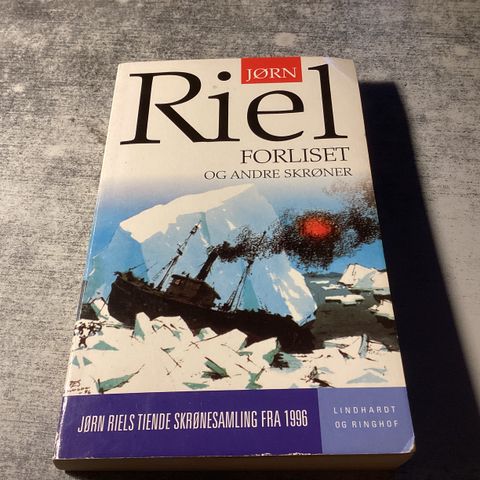 JØRN
Riel
FORLISET
OG ANDRE SKRØNER
JØRN RIELS TIENDE SKRØNESAMLING FRA 1996
LINDHARDT
OG RINGHOF